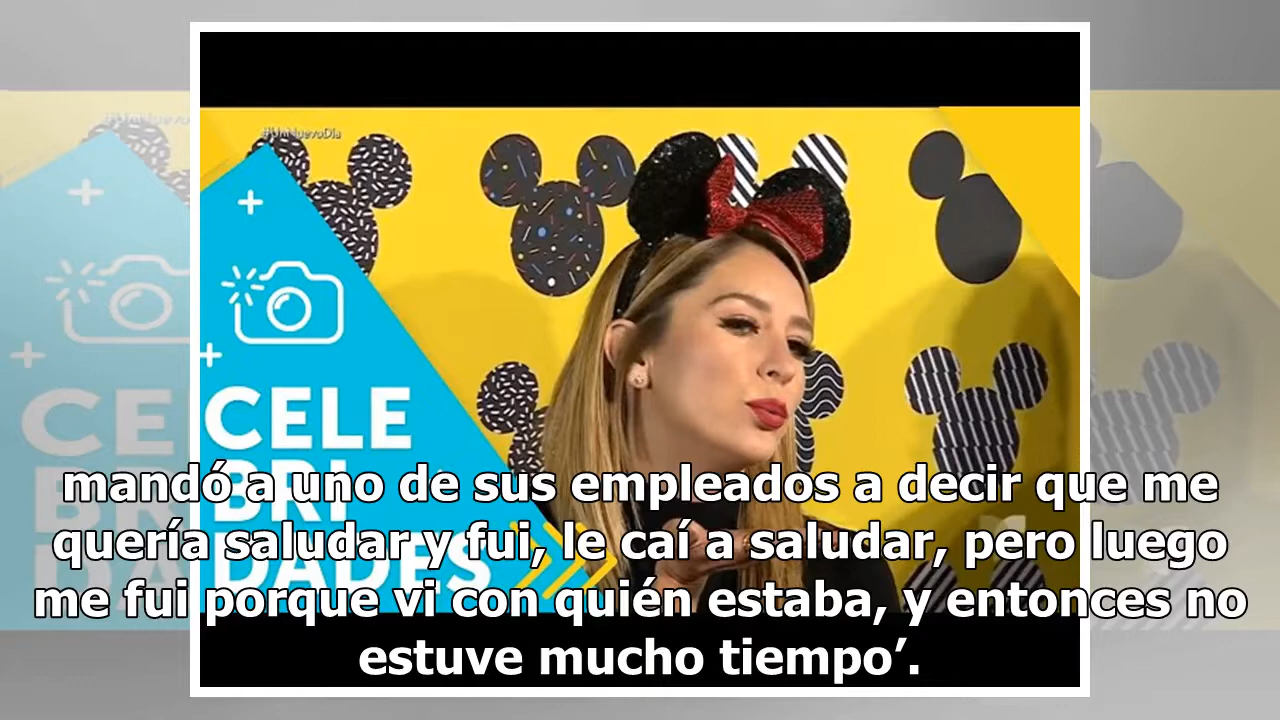 #UnNuevoDía
CELE
BRI
DADES
mandó a uno de sus empleados a decir que me
quería saludar y fui, le caí a saludar, pero luego
me fui porque vi con quién estaba, y entonces no
estuve mucho tiempo’.